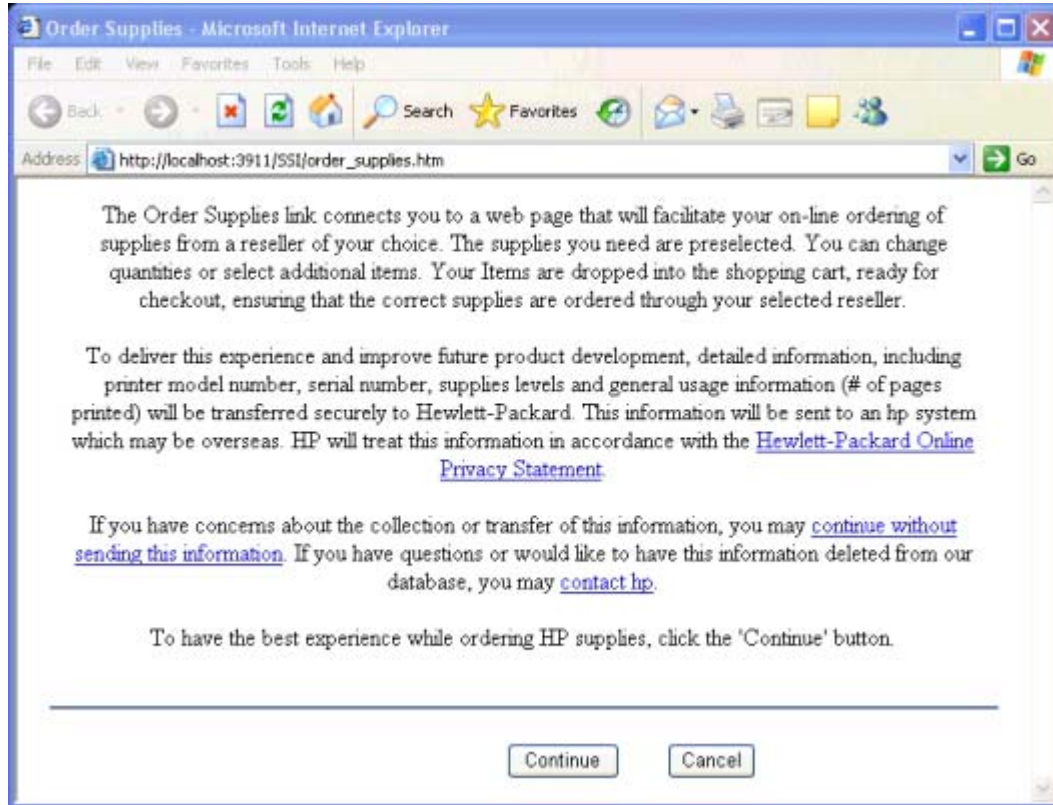 Order Supplies - Microsoft Internet Explorer
File Edit View Favorites Tools Help
Back Search Favorites
Address http://localhost:3911/SSI/order_supplies.htm Go
The Order Supplies link connects you to a web page that will facilitate your on-line ordering of
supplies from a reseller of your choice. The supplies you need are preselected. You can change
quantities or select additional items. Your Items are dropped into the shopping cart, ready for
checkout, ensuring that the correct supplies are ordered through your selected reseller.
To deliver this experience and improve future product development, detailed information, including
printer model number, serial number, supplies levels and general usage information (# of pages
printed) will be transferred securely to Hewlett-Packard. This information will be sent to an hp system
which may be overseas. HP will treat this information in accordance with the Hewlett-Packard Online
Privacy Statement.
If you have concerns about the collection or transfer of this information, you may continue without
sending this information. If you have questions or would like to have this information deleted from our
database, you may contact hp.
To have the best experience while ordering HP supplies, click the 'Continue' button.
Continue Cancel